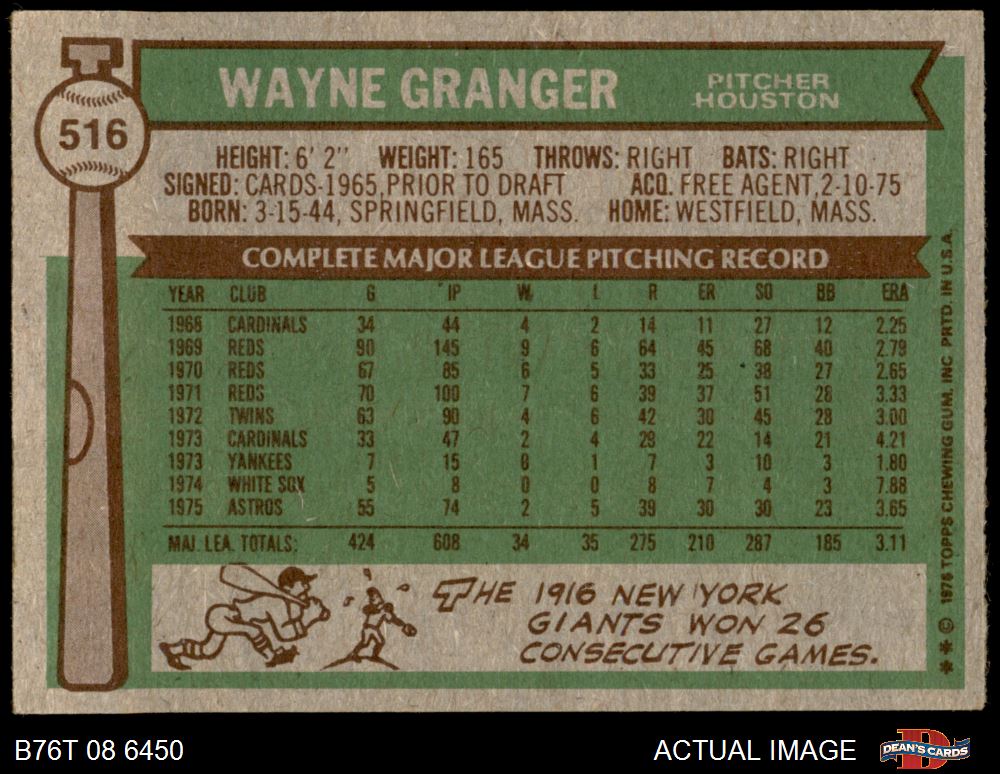 WAYNE GRANGER PITCHER
HOUSTON
516
HEIGHT: 6' 2" WEIGHT: 165 THROWS: RIGHT BATS: RIGHT
SIGNED: CARDS-1965, PRIOR TO DRAFT ACQ. FREE AGENT, 2-10-75
BORN: 3-15-44, SPRINGFIELD, MASS. HOME: WESTFIELD, MASS.
COMPLETE MAJOR LEAGUE PITCHING RECORD
YEAR CLUB G IP W L R ER SO BB ERA
1968 CARDINALS 34 44 4 2 14 11 27 12 2.25
1969 REDS 90 145 9 6 64 45 68 40 2.79
1970 REDS 67 85 6 5 33 25 38 27 2.65
1971 REDS 70 100 7 6 39 37 51 28 3.33
1972 TWINS 63 90 4 6 42 30 45 28 3.00
1973 CARDINALS 33 47 2 4 29 22 14 21 4.21
1973 YANKEES 7 15 0 1 7 3 10 3 1.80
1974 WHITE SOX 5 8 0 0 8 7 4 3 7.88
1975 ASTROS 55 74 2 5 39 30 30 23 3.65
MAJ. LEA. TOTALS: 424 608 34 35 275 210 287 185 3.11
THE 1916 NEW YORK
GIANTS WON 26
CONSECUTIVE GAMES.
** © 1976 TOPPS CHEWING GUM, INC. PRTD. IN U.S.A.
B76T 08 6450 ACTUAL IMAGE DEAN'S CARDS